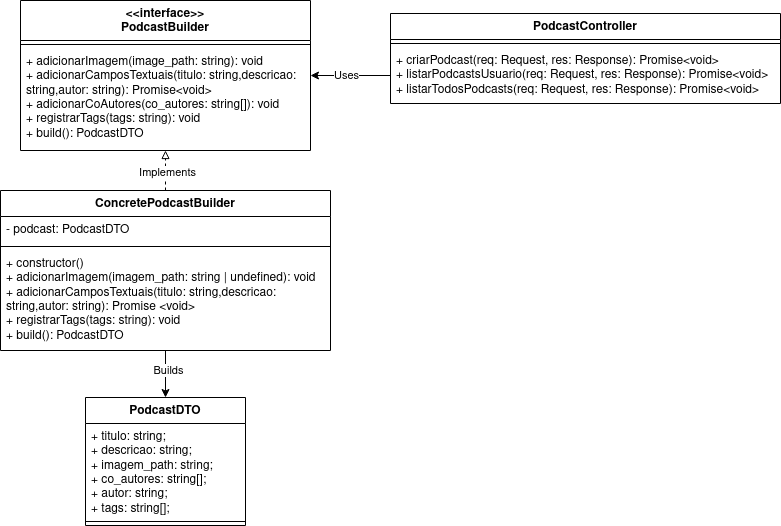 <<interface>>
PodcastBuilder
+ adicionarImagem(image_path: string): void
+ adicionarCamposTextuais(titulo: string,descricao:
string,autor: string): Promise<void>
+ adicionarCoAutores(co_autores: string[]): void
+ registrarTags(tags: string): void
+ build(): PodcastDTO
PodcastController
+ criarPodcast(req: Request, res: Response): Promise<void>
+ listarPodcastsUsuario(req: Request, res: Response): Promise<void>
+ listarTodosPodcasts(req: Request, res: Response): Promise<void>
Uses
Implements
ConcretePodcastBuilder
- podcast: PodcastDTO
+ constructor()
+ adicionarImagem(imagem_path: string | undefined): void
+ adicionarCamposTextuais(titulo: string,descricao:
string,autor: string): Promise <void>
+ registrarTags(tags: string): void
+ build(): PodcastDTO
Builds
PodcastDTO
+ titulo: string;
+ descricao: string;
+ imagem_path: string;
+ co_autores: string[];
+ autor: string;
+ tags: string[];